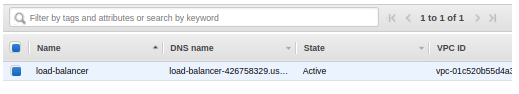 Filter by tags and attributes or search by keyword
1 to 1 of 1
Name DNS name State VPC ID
load-balancer load-balancer-426758329.us... Active vpc-01c520b55d4a3